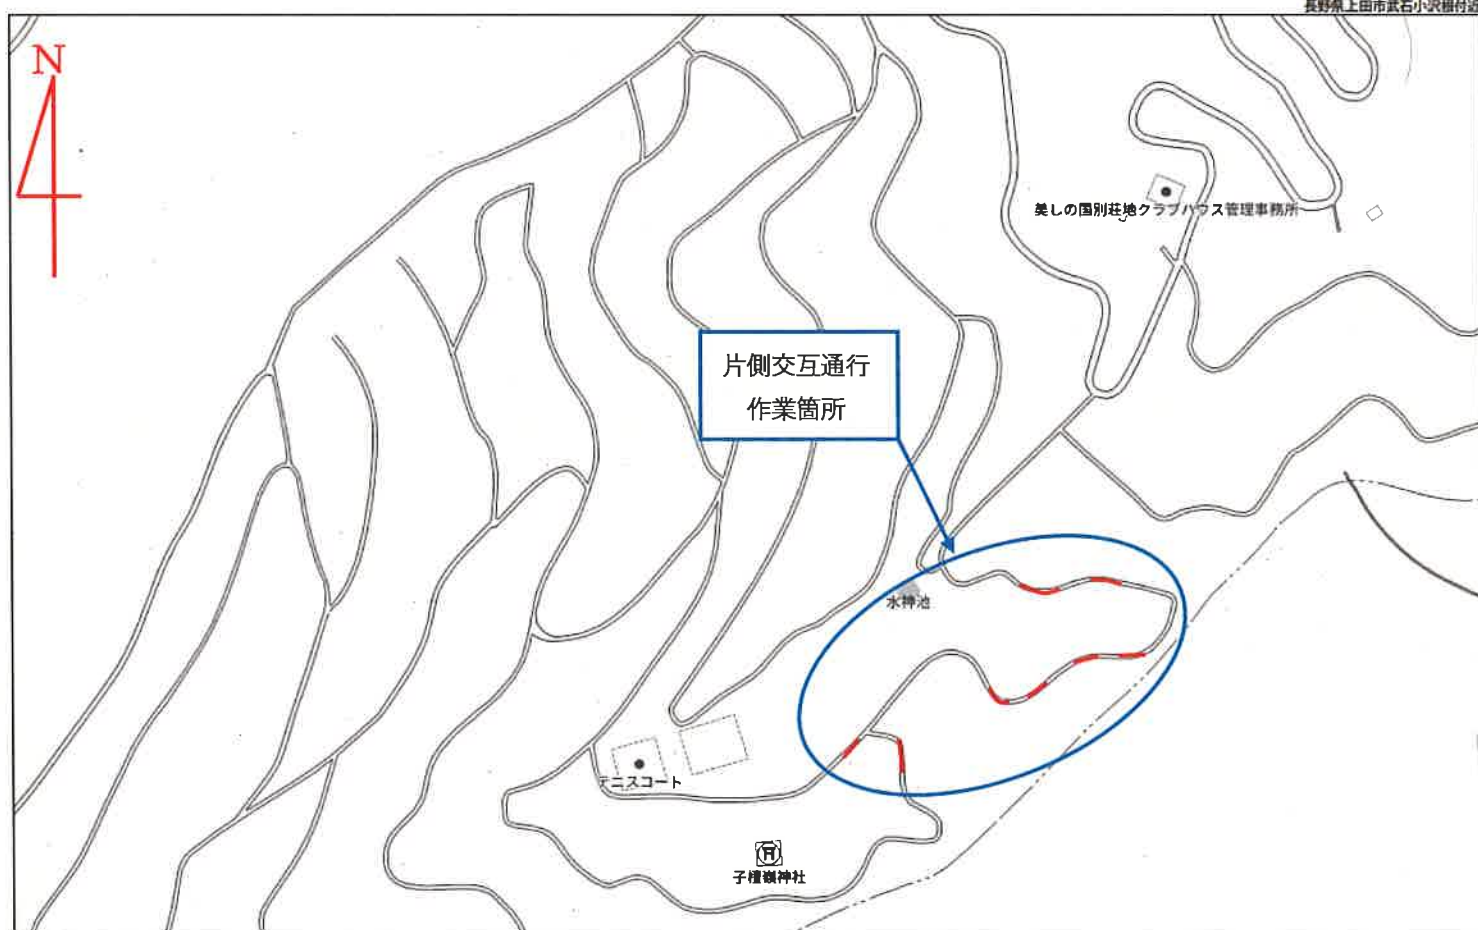 長野県上田市武石小沢根付近
N
美しの国別荘地クラブハウス管理事務所
片側交互通行
作業箇所
水神池
テニスコート
子檀嶺神社